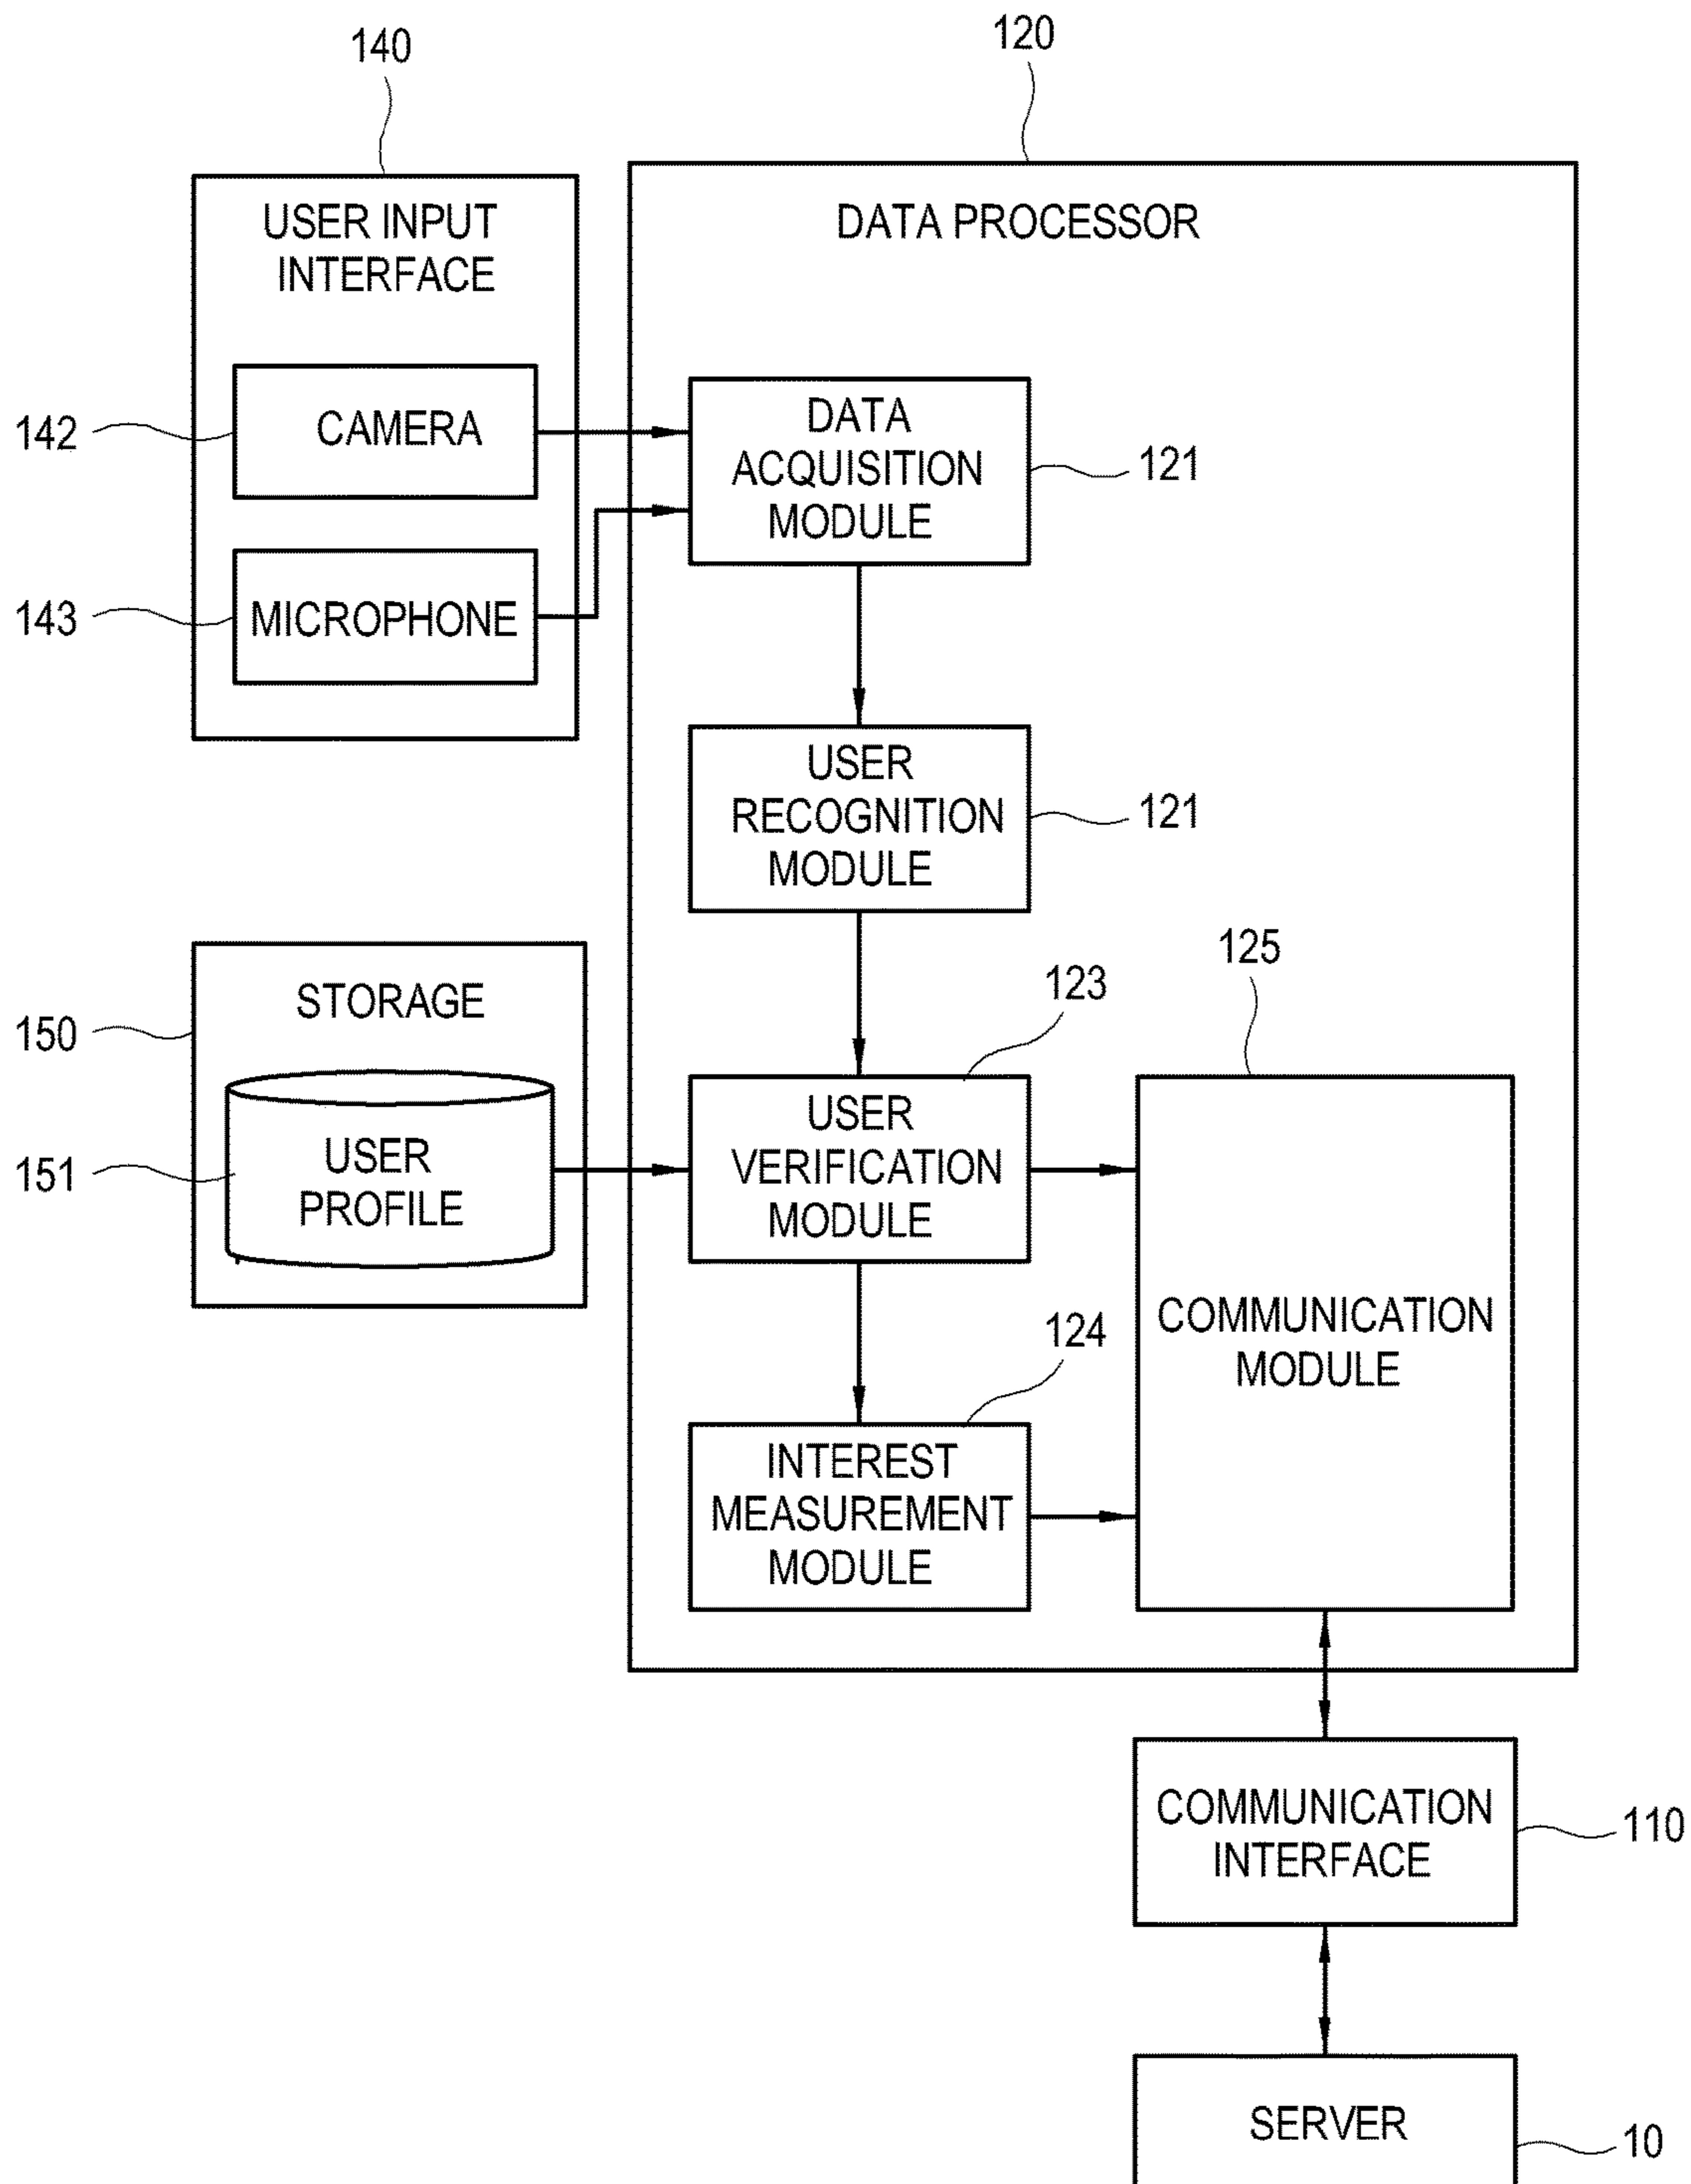 140
120
USER INPUT
INTERFACE
DATA PROCESSOR
142
CAMERA
DATA
ACQUISITION
MODULE
121
143
MICROPHONE
USER
RECOGNITION
MODULE
121
125
STORAGE
150
123
USER
PROFILE
151
USER
VERIFICATION
MODULE
COMMUNICATION
MODULE
124
INTEREST
MEASUREMENT
MODULE
COMMUNICATION
INTERFACE
110
SERVER
10